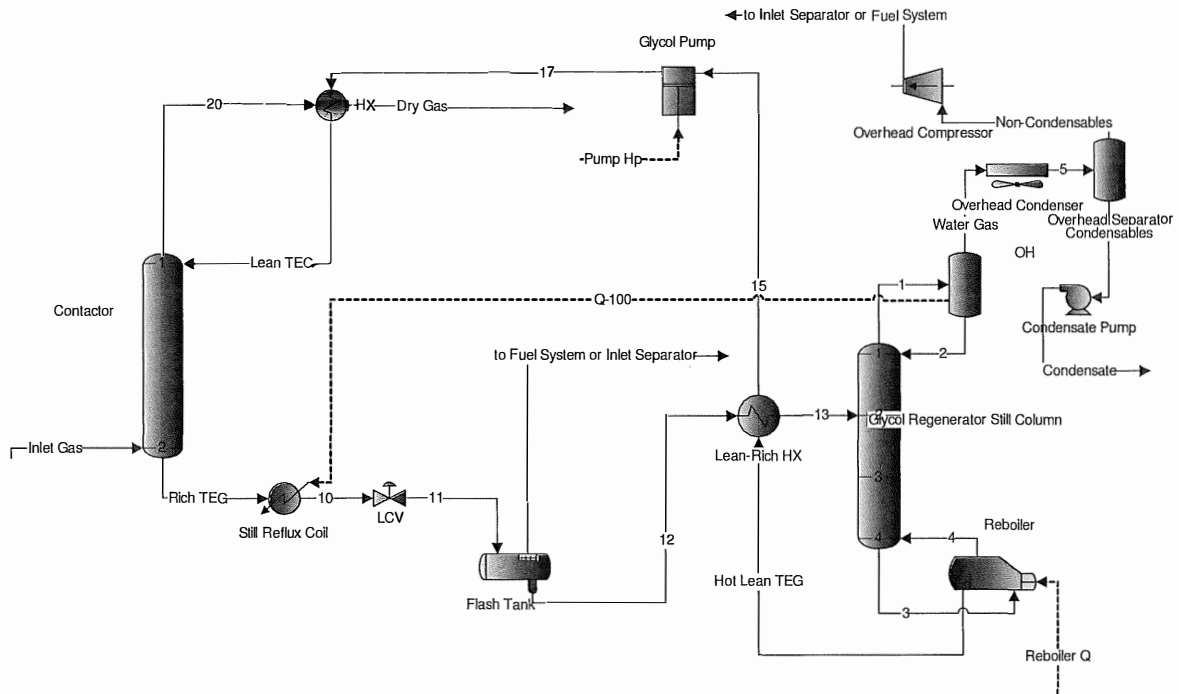 to Inlet Separator or Fuel System
Glycol Pump
17
20
HX
Dry Gas
Non-Condensables
Overhead Compressor
Pump Hp
5
Overhead Condenser
Overhead Separator
Water Gas
Condensables
OH
1
Lean TEC
1
15
Q-100
Contactor
Condensate Pump
to Fuel System or Inlet Separator
1
2
Condensate
13
2
Glycol Regenerator Still Column
Inlet Gas
2
Lean-Rich HX
3
Rich TEG
10
11
LCV
Still Reflux Coil
12
4
4
Reboiler
Hot Lean TEG
Flash Tank
3
Reboiler Q